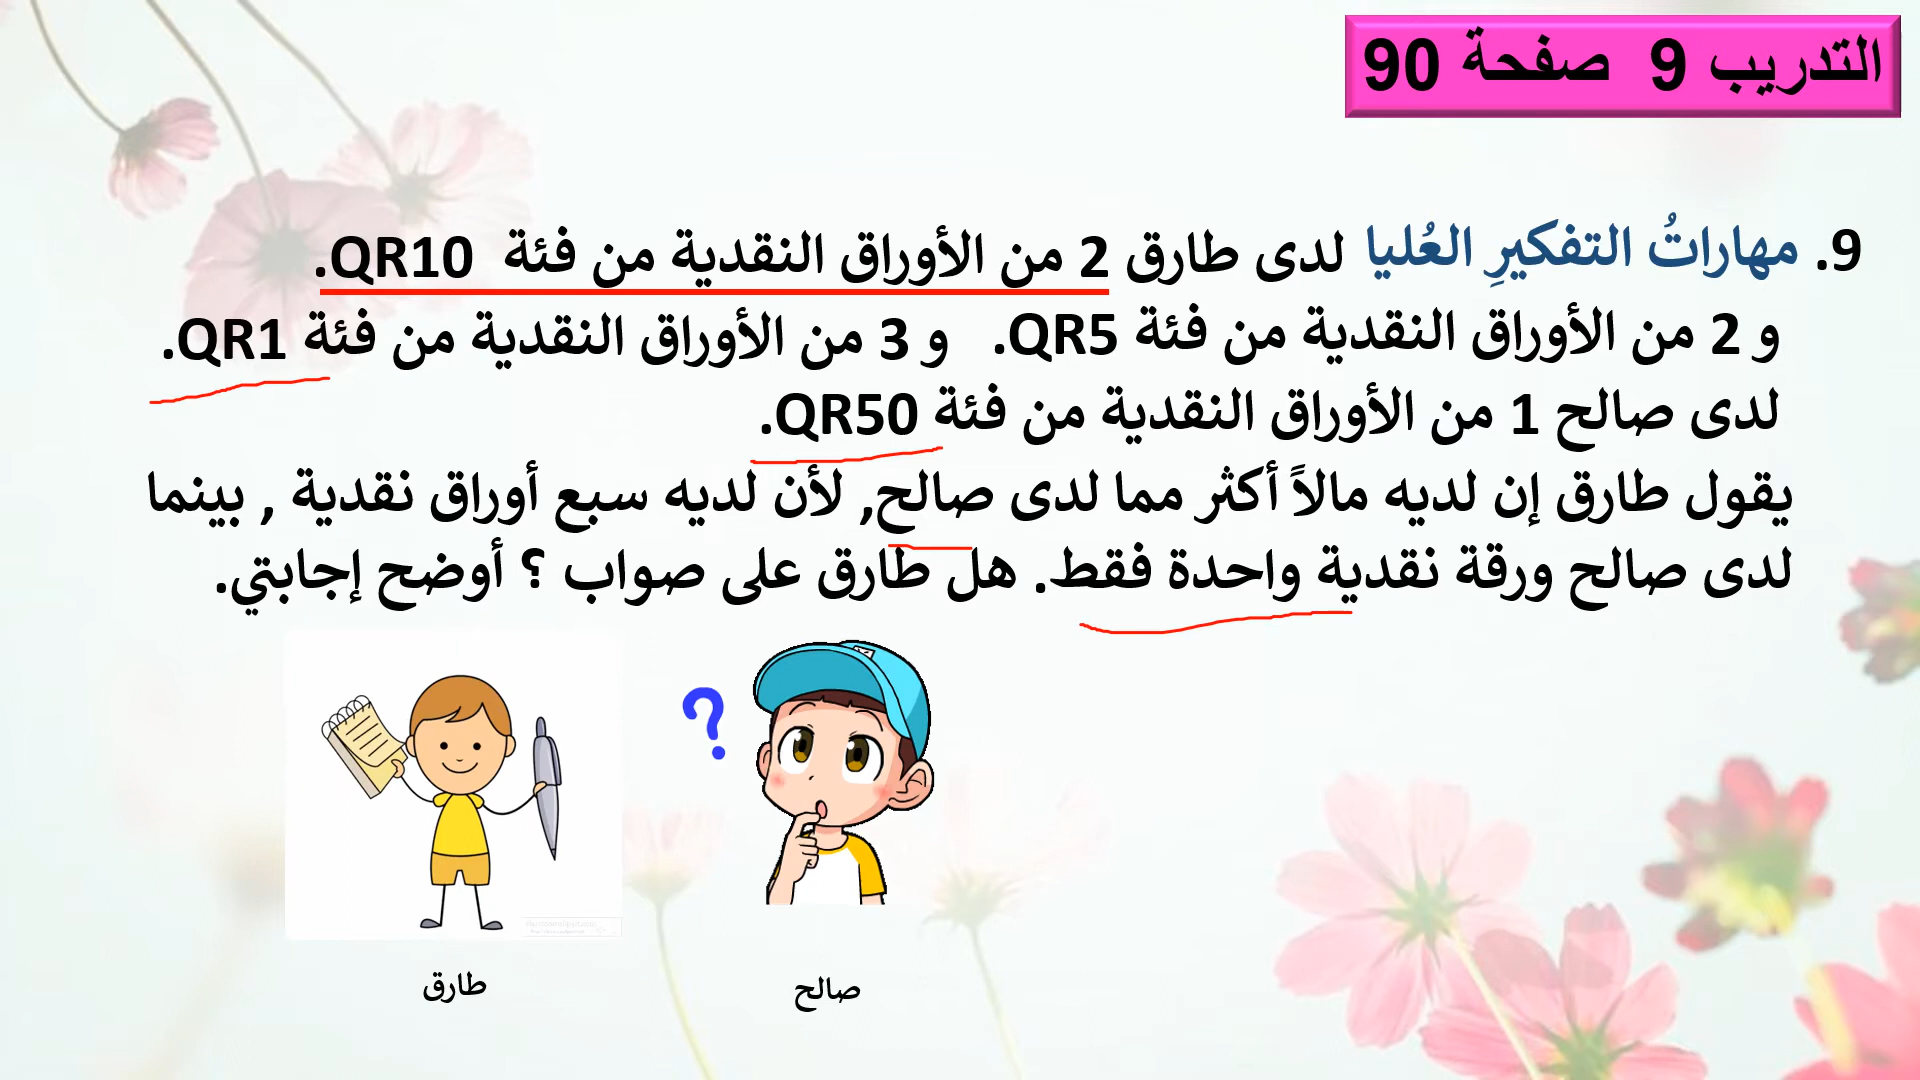 التدريب 9 صفحة 90
9. مهاراتُ التفكيرِ العُليا لدى طارق 2 من الأوراق النقدية من فئة QR10.
و 2 من الأوراق النقدية من فئة QR5. و 3 من الأوراق النقدية من فئة QR1.
لدى صالح 1 من الأوراق النقدية من فئة QR50.
يقول طارق إن لديه مالاً أكثر مما لدى صالح, لأن لديه سبع أوراق نقدية , بينما
لدى صالح ورقة نقدية واحدة فقط. هل طارق على صواب ؟ أوضح إجابتي.
?
صالح
طارق